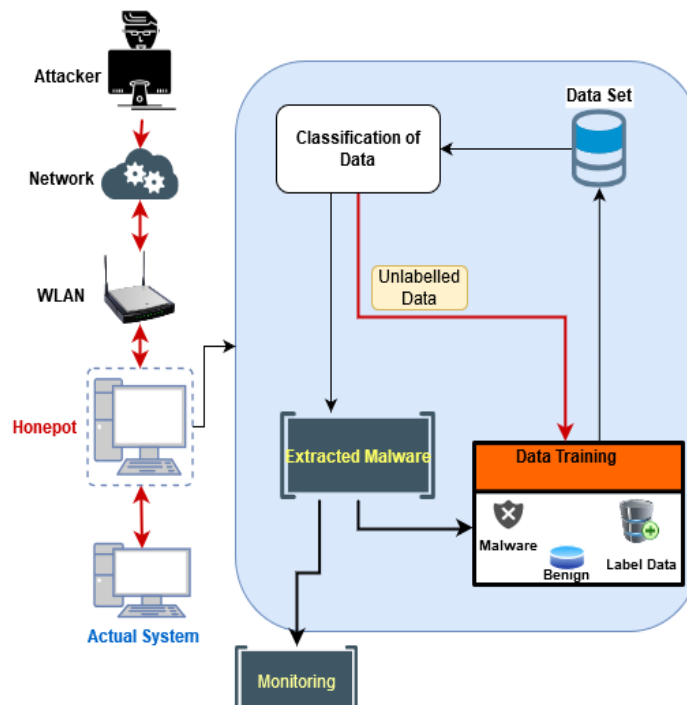 Attacker
Network
WLAN
Honepot
Actual System
Classification of
Data
Data Set
Unlabelled
Data
Extracted Malware
Data Training
Malware
Benign
Label Data
Monitoring